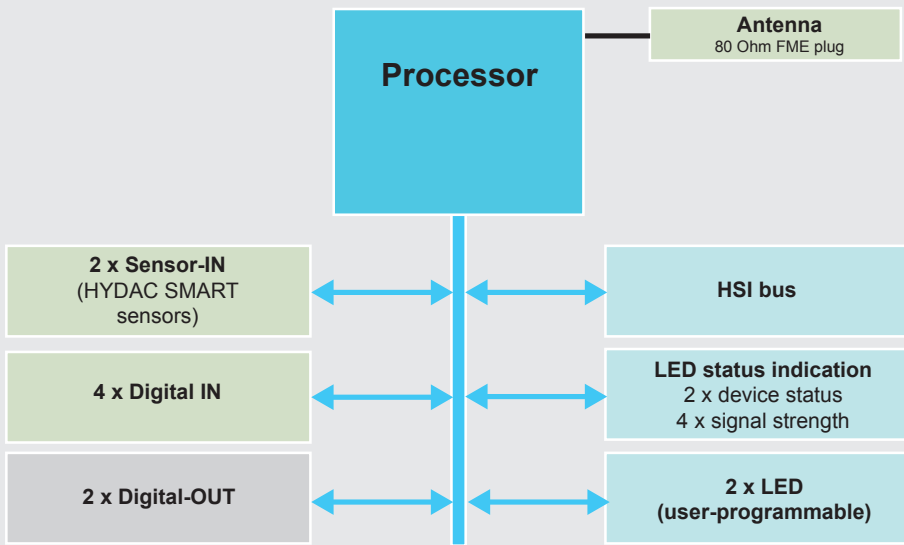 Processor
Antenna
80 Ohm FME plug
2 x Sensor-IN
(HYDAC SMART
sensors)
HSI bus
4 x Digital IN
LED status indication
2 x device status
4 x signal strength
2 x Digital-OUT
2 x LED
(user-programmable)